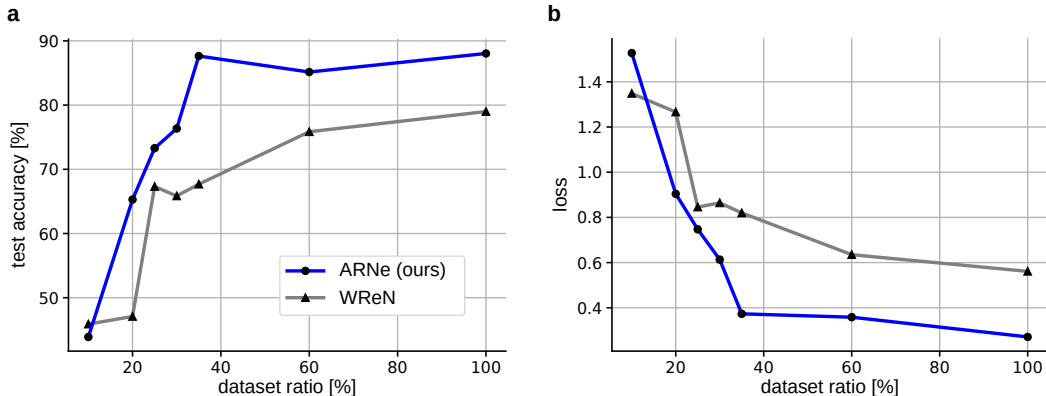 a
90
80
70
60
50
test accuracy [%]
ARNe (ours)
WReN
20 40 60 80 100
dataset ratio [%]
b
1.4
1.2
1.0
0.8
0.6
0.4
loss
20 40 60 80 100
dataset ratio [%]